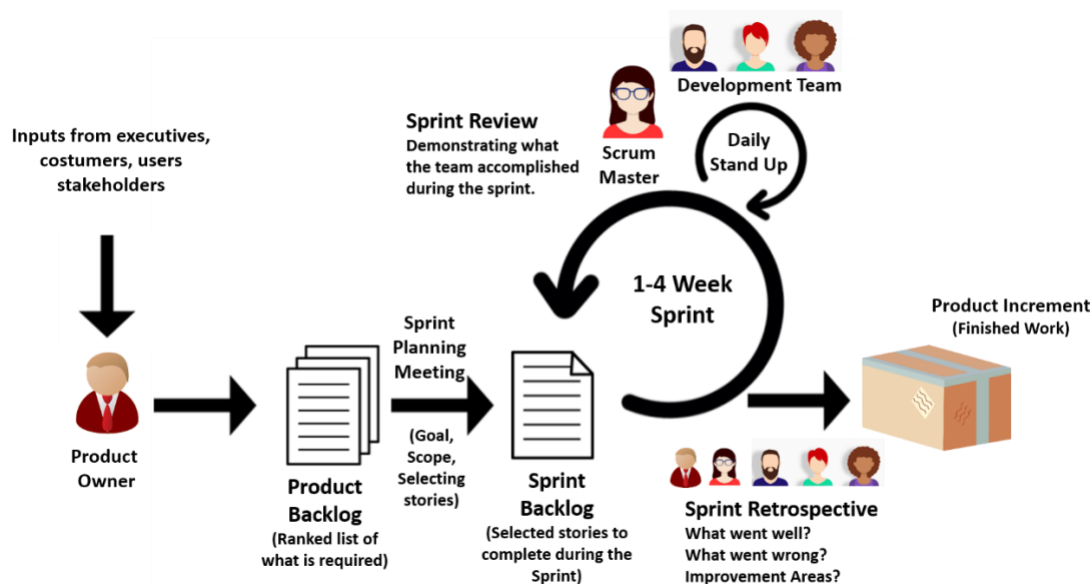 Inputs from executives,
costumers, users
stakeholders
Product
Owner
Product
Backlog
(Ranked list of
what is required)
Sprint
Planning
Meeting
(Goal,
Scope,
Selecting
stories)
Sprint
Backlog
(Selected stories to
complete during the
Sprint)
Sprint Review
Demonstrating what
the team accomplished
during the sprint.
Scrum
Master
Development Team
Daily
Stand Up
1-4 Week
Sprint
Product Increment
(Finished Work)
Sprint Retrospective
What went well?
What went wrong?
Improvement Areas?